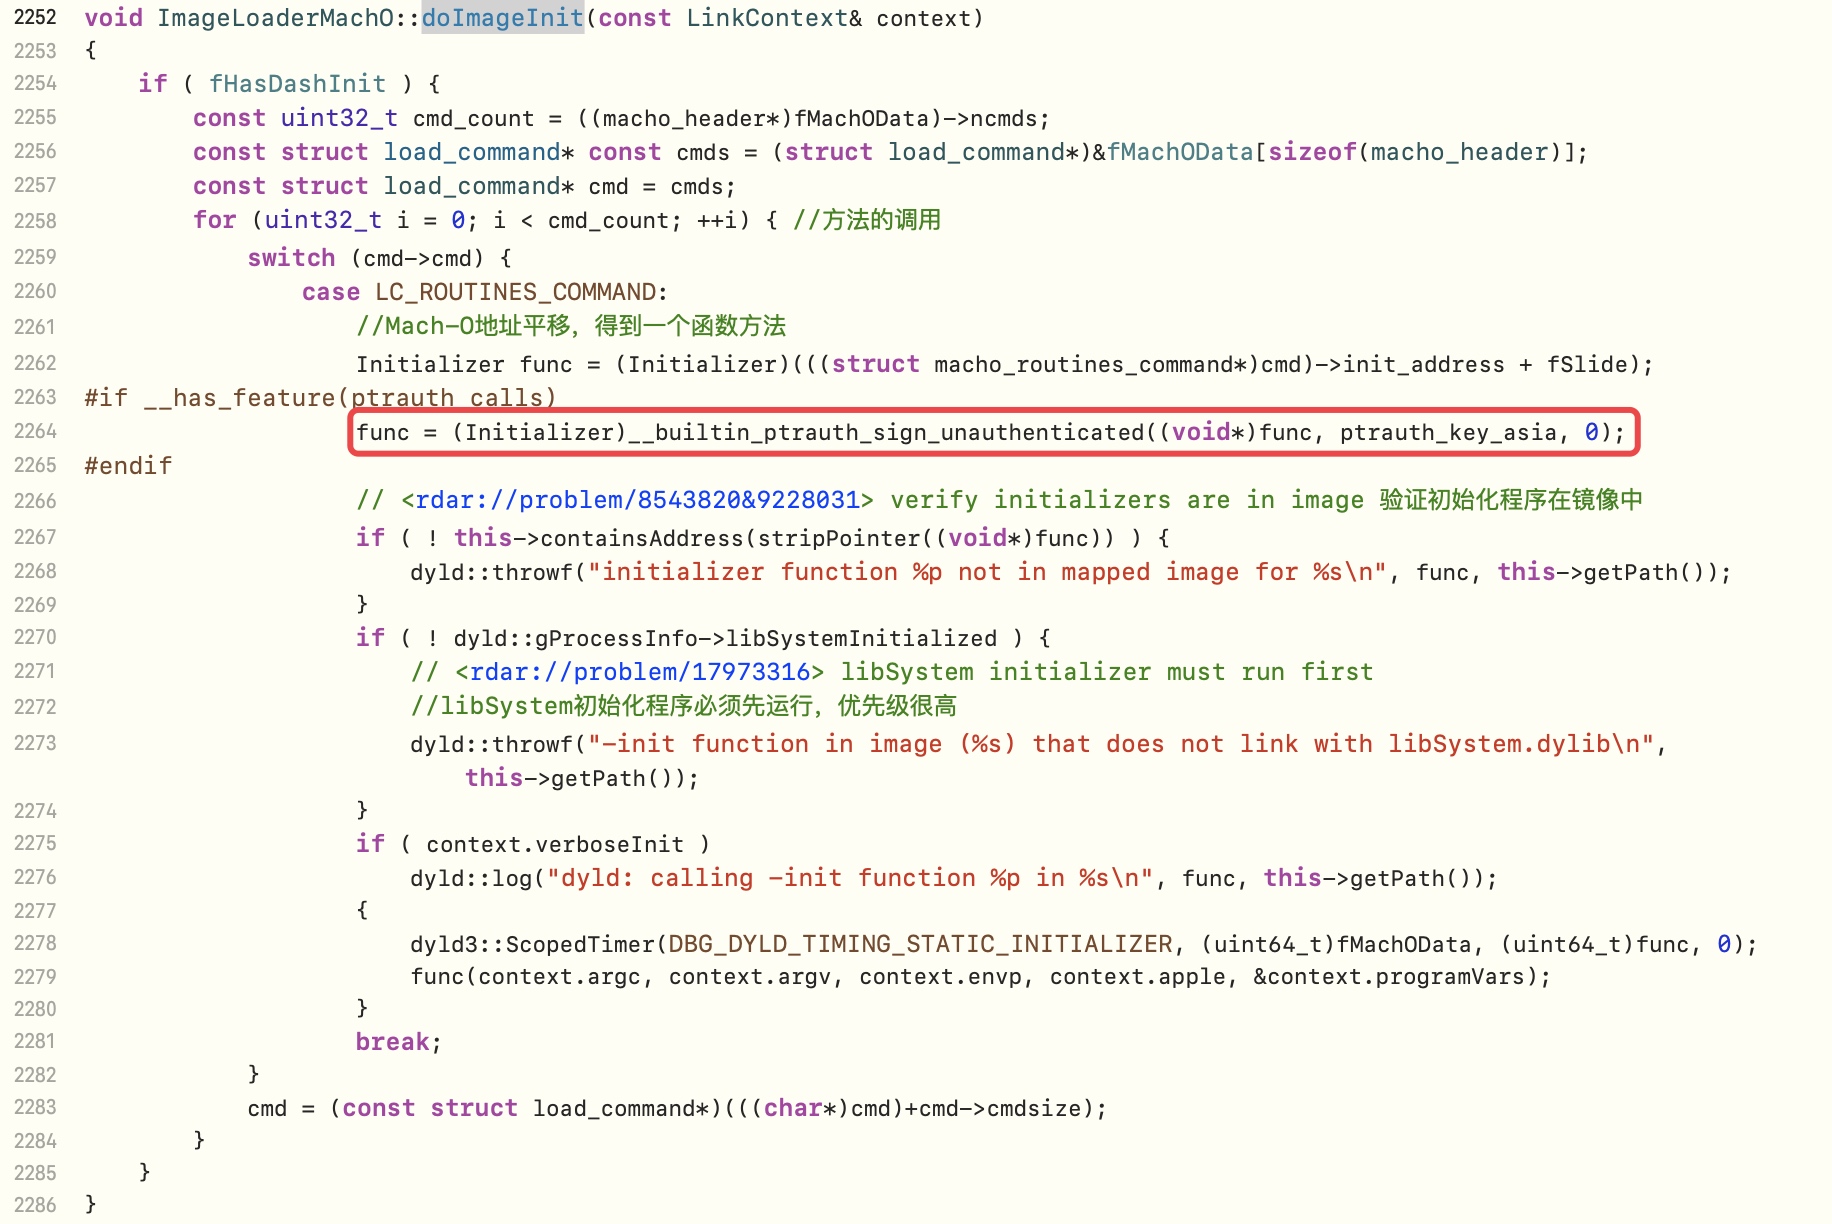 2252 void ImageLoaderMachO::doImageInit(const LinkContext& context)
2253 {
2254     if ( fHasDashInit ) {
2255         const uint32_t cmd_count = ((macho_header*)fMachOData)->ncmds;
2256         const struct load_command* const cmds = (struct load_command*)&fMachOData[sizeof(macho_header)];
2257         const struct load_command* cmd = cmds;
2258         for (uint32_t i = 0; i < cmd_count; ++i) { //方法的调用
2259             switch (cmd->cmd) {
2260                 case LC_ROUTINES_COMMAND:
2261                     //Mach-O地址平移，得到一个函数方法
2262                     Initializer func = (Initializer)(((struct macho_routines_command*)cmd)->init_address + fSlide);
2263 #if __has_feature(ptrauth_calls)
2264                     func = (Initializer)__builtin_ptrauth_sign_unauthenticated((void*)func, ptrauth_key_asia, 0);
2265 #endif
2266                     // <rdar://problem/8543820&9228031> verify initializers are in image 验证初始化程序在镜像中
2267                     if ( ! this->containsAddress(stripPointer((void*)func)) ) {
2268                         dyld::throwf("initializer function %p not in mapped image for %s\n", func, this->getPath());
2269                     }
2270                     if ( ! dyld::gProcessInfo->libSystemInitialized ) {
2271                         // <rdar://problem/17973316> libSystem initializer must run first
2272                         //libSystem初始化程序必须先运行，优先级很高
2273                         dyld::throwf("-init function in image (%s) that does not link with libSystem.dylib\n",
                            this->getPath());
2274                     }
2275                     if ( context.verboseInit )
2276                         dyld::log("dyld: calling -init function %p in %s\n", func, this->getPath());
2277                     {
2278                         dyld3::ScopedTimer(DBG_DYLD_TIMING_STATIC_INITIALIZER, (uint64_t)fMachOData, (uint64_t)func, 0);
2279                         func(context.argc, context.argv, context.envp, context.apple, &context.programVars);
2280                     }
2281                     break;
2282             }
2283             cmd = (const struct load_command*)(((char*)cmd)+cmd->cmdsize);
2284         }
2285     }
2286 }